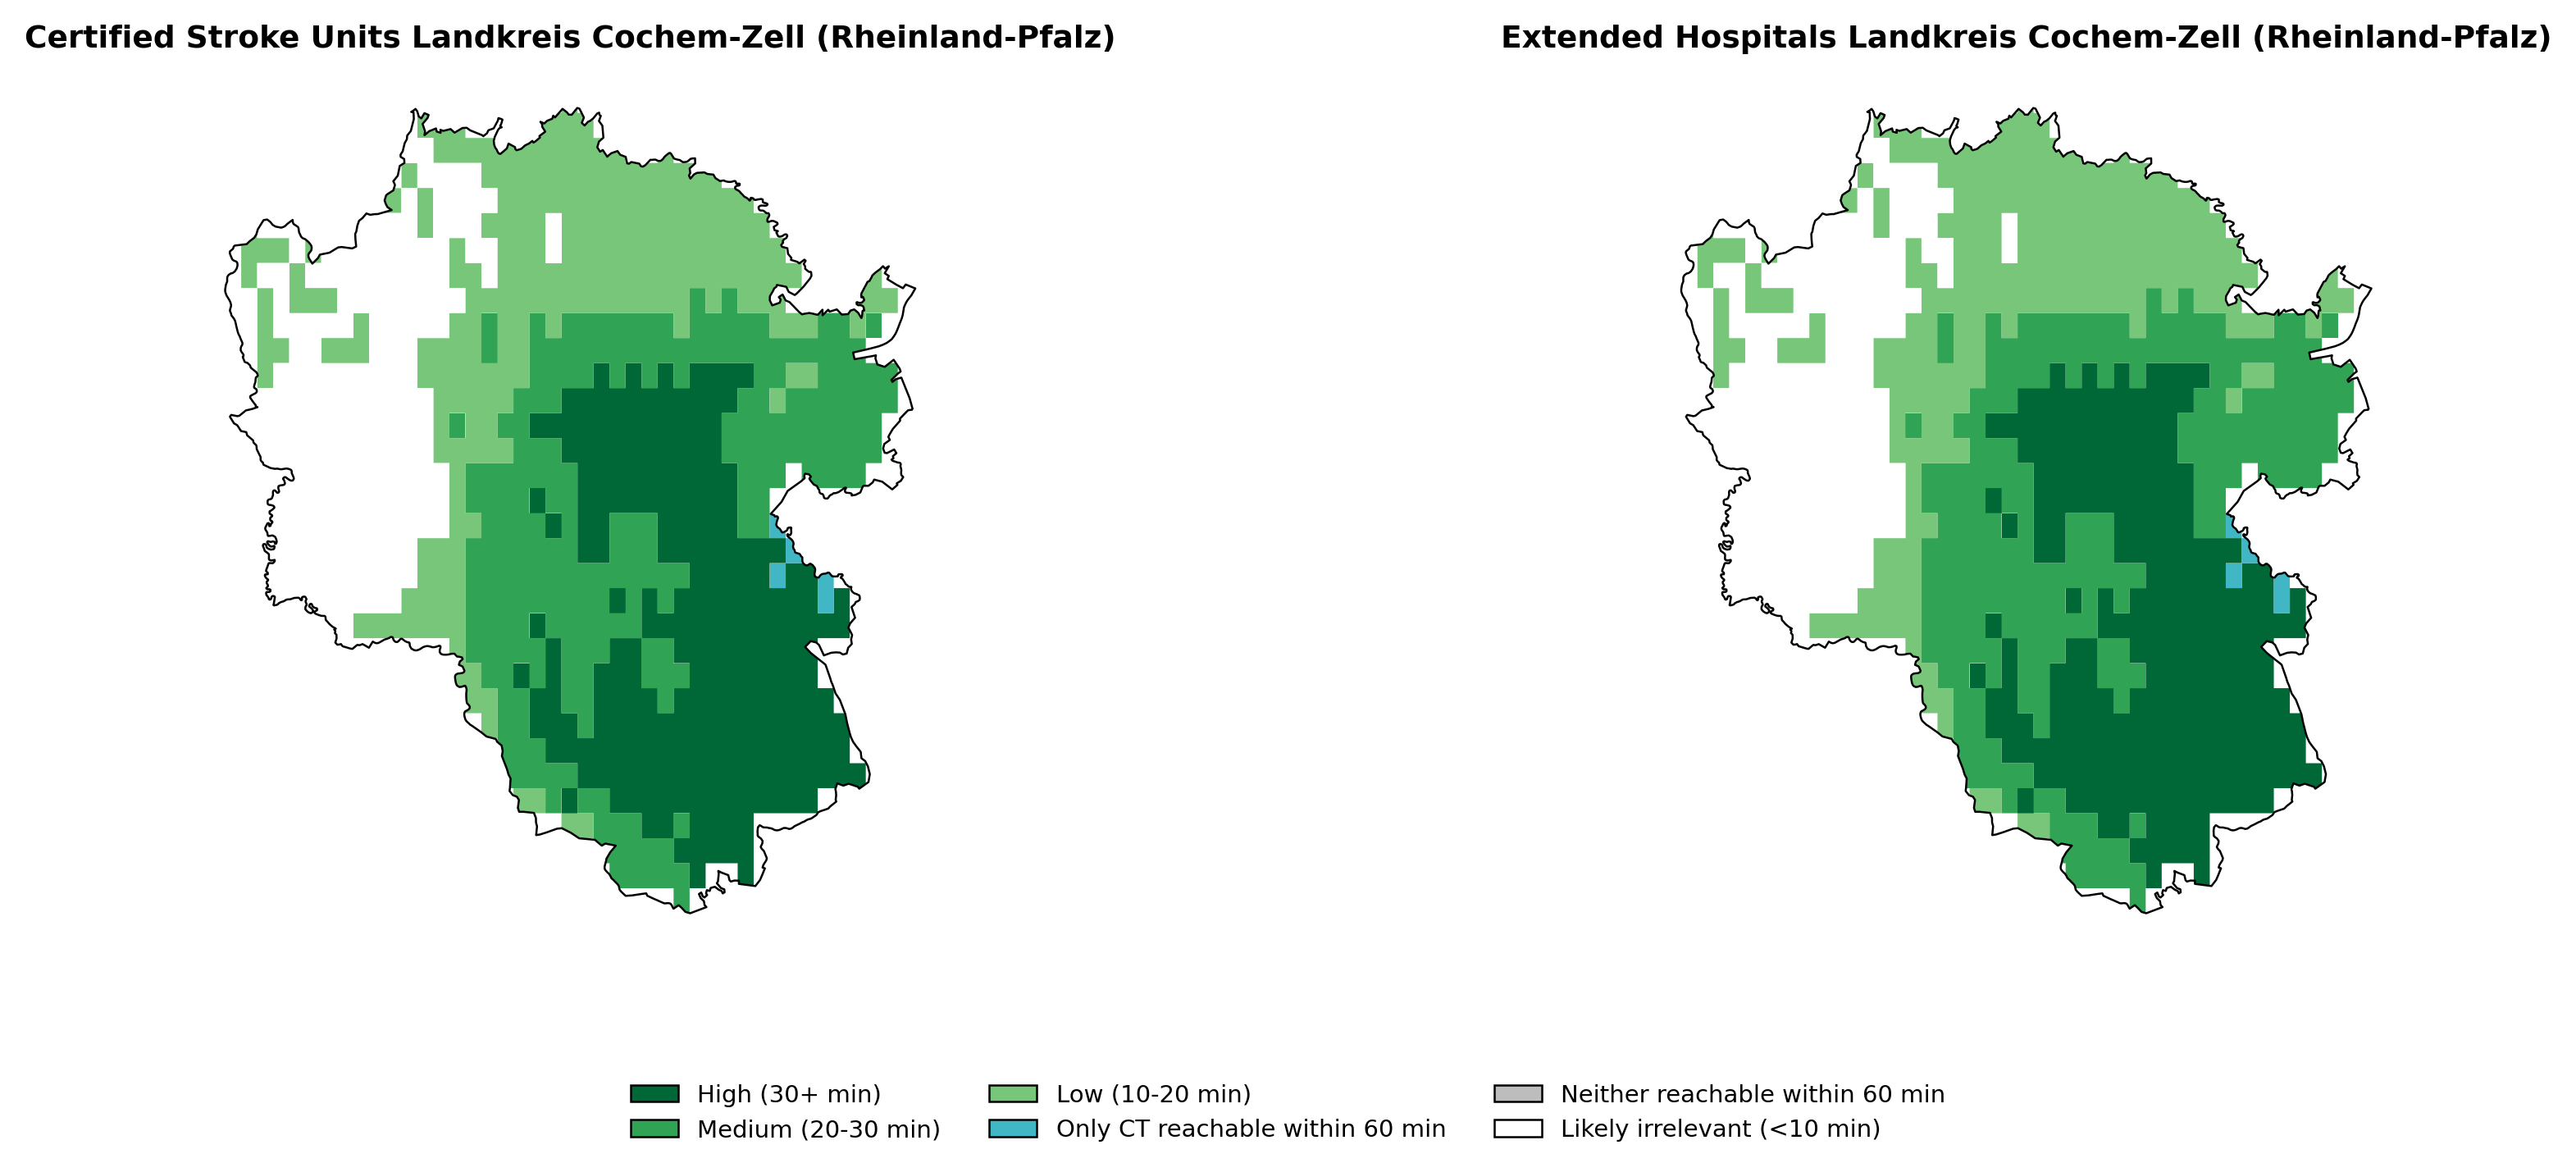 Certified Stroke Units Landkreis Cochem-Zell (Rheinland-Pfalz)
Extended Hospitals Landkreis Cochem-Zell (Rheinland-Pfalz)
High (30+ min)
Medium (20-30 min)
Low (10-20 min)
Only CT reachable within 60 min
Neither reachable within 60 min
Likely irrelevant (<10 min)